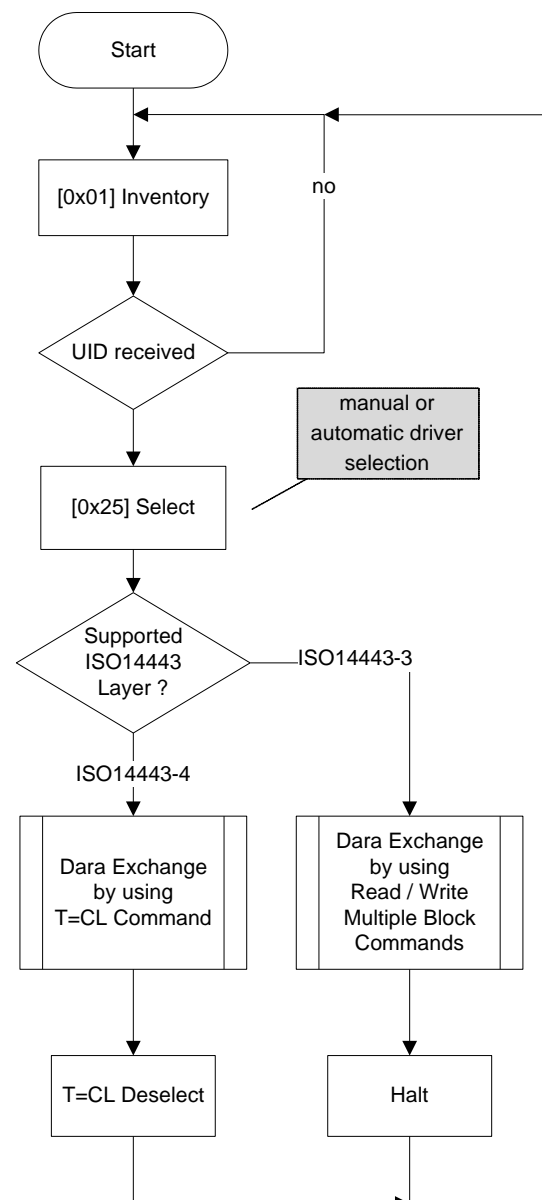 Start
[0x01] Inventory
no
UID received
manual or
automatic driver
selection
[0x25] Select
Supported
ISO14443
Layer ?
ISO14443-3
ISO14443-4
Dara Exchange
by using
T=CL Command
Dara Exchange
by using
Read / Write
Multiple Block
Commands
T=CL Deselect
Halt